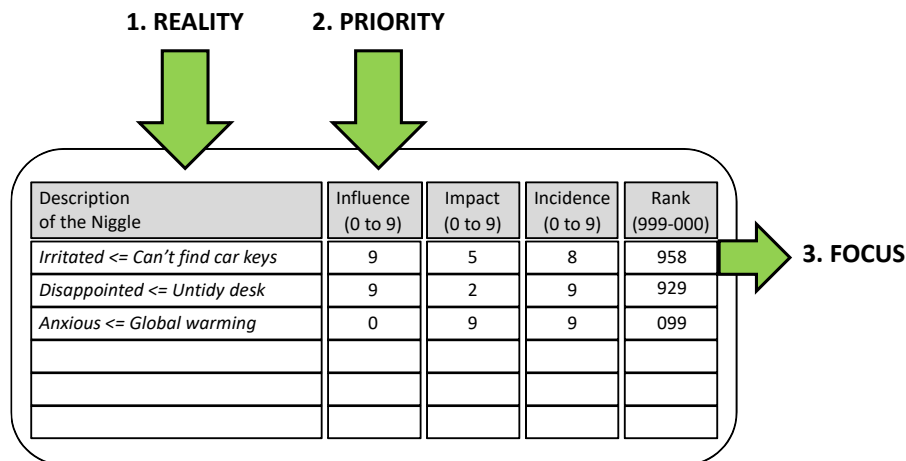 1. REALITY 2. PRIORITY
Description Influence Impact Incidence Rank
of the Niggle (0 to 9) (0 to 9) (0 to 9) (999-000)
Irritated <= Can't find car keys 9 5 8 958
3. FOCUS
Disappointed <= Untidy desk 9 2 9 929
Anxious <= Global warming 0 9 9 099